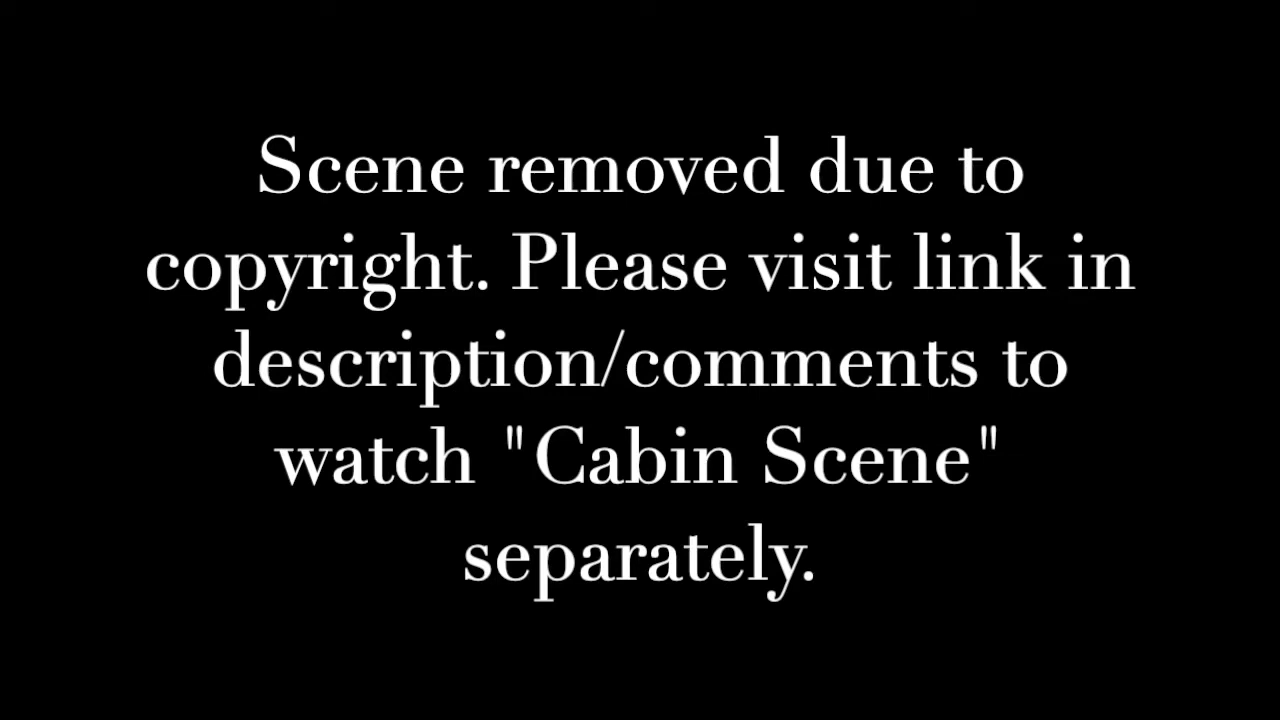 Scene removed due to
copyright. Please visit link in
description/comments to
watch "Cabin Scene"
separately.